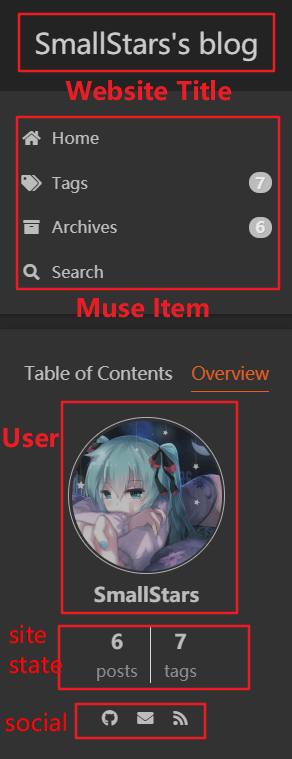 SmallStars's blog
Website Title
Home
Tags 7
Archives 6
Search
Muse Item
Table of Contents Overview
User
SmallStars
site
state
6 7
posts tags
social